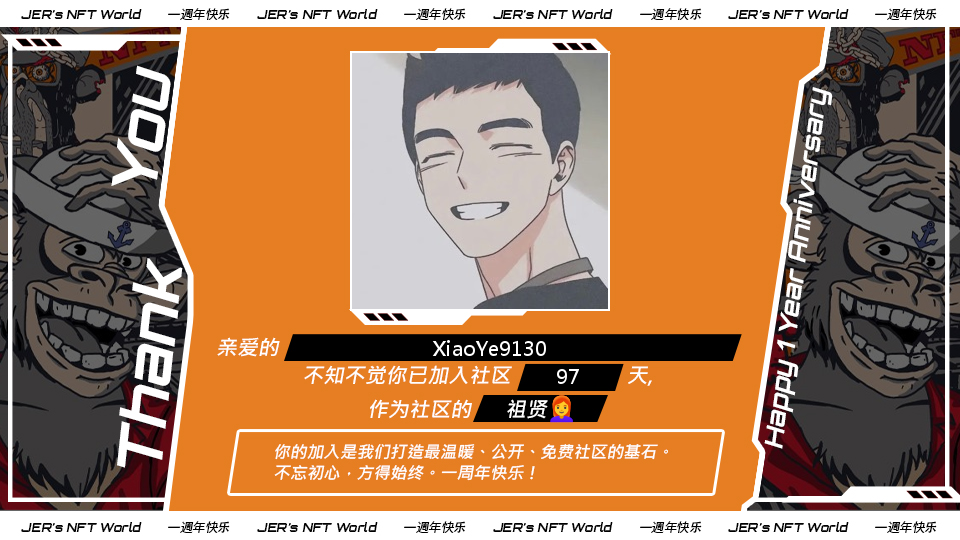 JER's NFT World 一週年快乐 JER's NFT World 一週年快乐 JER's NFT World 一週年快乐 JER's NFT World 一週年快乐
Thank You
Happy 1 Year Anniversary
亲爱的 XiaoYe9130
不知不觉你已加入社区 97 天,
作为社区的 祖贤👩‍🦰
你的加入是我们打造最温暖、公开、免费社区的基石。
不忘初心，方得始终。一周年快乐！
JER's NFT World 一週年快乐 JER's NFT World 一週年快乐 JER's NFT World 一週年快乐 JER's NFT World 一週年快乐